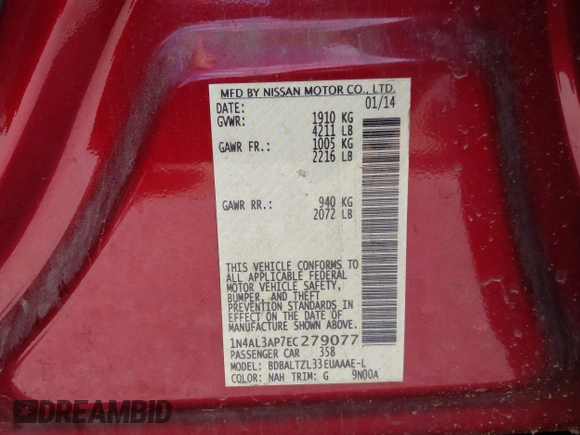 MFD BY NISSAN MOTOR CO., LTD.
DATE: 01/14
GVWR: 1910 KG
4211 LB
GAWR FR.: 1005 KG
2216 LB
GAWR RR.: 940 KG
2072 LB
THIS VEHICLE CONFORMS TO
ALL APPLICABLE FEDERAL
MOTOR VEHICLE SAFETY,
BUMPER, AND THEFT
PREVENTION STANDARDS IN
EFFECT ON THE DATE OF
MANUFACTURE SHOWN ABOVE.
1N4AL3AP7EC279077
PASSENGER CAR 358
MODEL: BDBALTZL33EUAAAE-L
COLOR: NAH TRIM: G 9N00A
DREAMBID